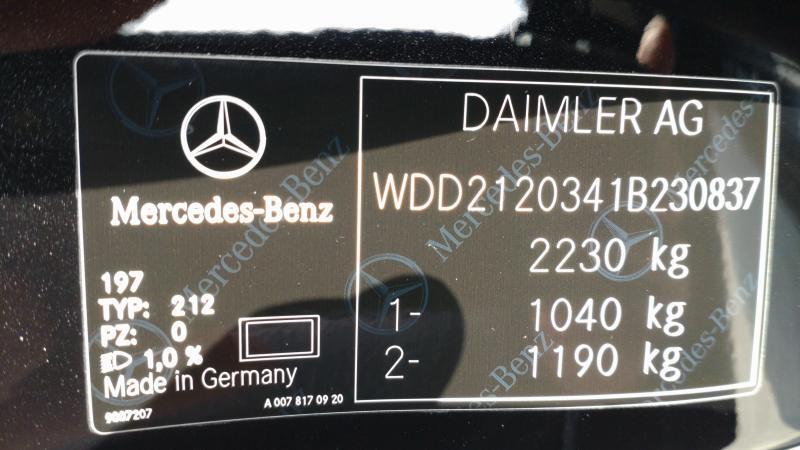 Mercedes-Benz
197
TYP: 212
PZ: 0
1,0 %
Made in Germany
9007207
A 007 817 09 20
DAIMLER AG
WDD2120341B230837
2230 kg
1- 1040 kg
2- 1190 kg